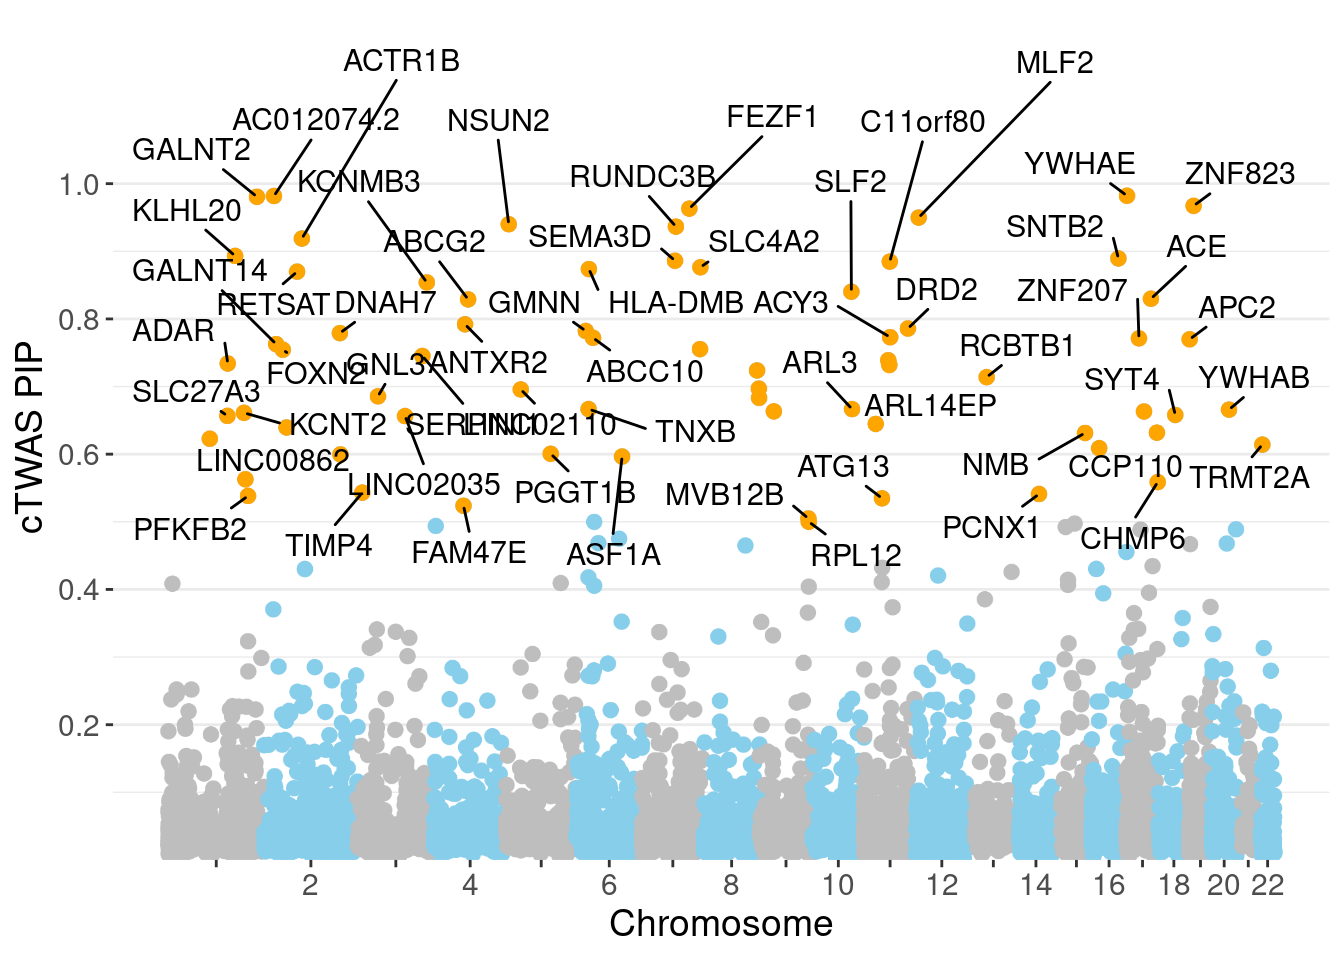 ACTR1B
MLF2
AC012074.2
NSUN2
FEZF1
C11orf80
GALNT2
KCNMB3
RUNDC3B
SLF2
YWHAE
ZNF823
1.0
KLHL20
ABCG2
SEMA3D
SLC4A2
SNTB2
ACE
GALNT14
RETSAT
DNAH7
GMNN
HLA-DMB
ACY3
DRD2
ZNF207
APC2
0.8
ADAR
FOXN2
GNL3
ANTXR2
ABCC10
ARL3
RCBTB1
SYT4
YWHAB
SLC27A3
KCNT2
SERPINI1
LINC02110
TNXB
ARL14EP
0.6
LINC00862
LINC02035
PGGT1B
MVB12B
ATG13
NMB
CCP110
TRMT2A
PFKFB2
TIMP4
FAM47E
ASF1A
RPL12
PCNX1
CHMP6
0.4
0.2
cTWAS PIP
2 4 6 8 10 12 14 16 18 20 22
Chromosome